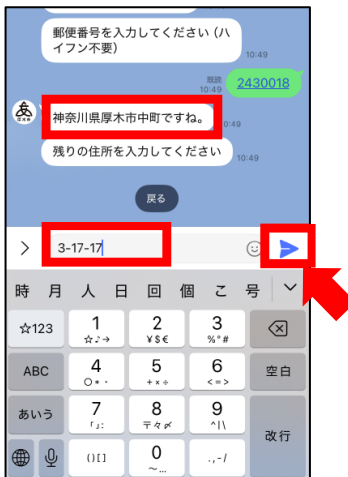 郵便番号を入力してください（ハ
イフン不要）
10:49
既読
10:49
2430018
神奈川県厚木市中町ですね。
0:49
残りの住所を入力してください
10:49
戻る
3-17-17
時 月 人 日 回 個 こ 号
☆123 1 2 3
☆♪→ ¥$€ %°#
ABC 4 5 6 空白
○*・ +×÷ <=>
あいう 7 8 9 改行
「」: 〒々〆 ^|\
()[] 0 .,-/
〜…